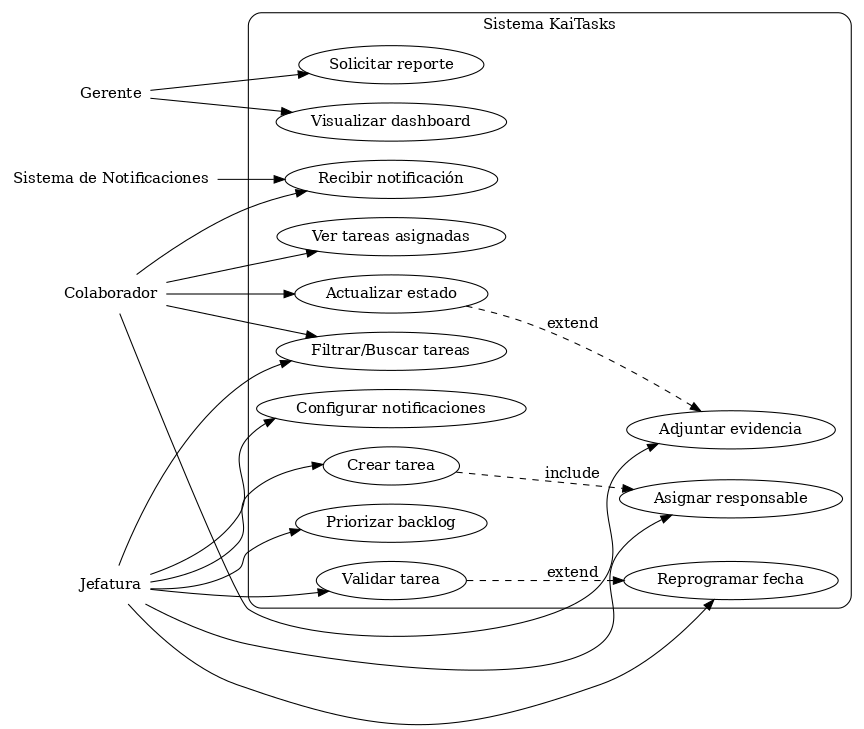 Sistema KaiTasks
Solicitar reporte
Gerente
Visualizar dashboard
Sistema de Notificaciones
Recibir notificación
Ver tareas asignadas
Colaborador
Actualizar estado
extend
Filtrar/Buscar tareas
Configurar notificaciones
Adjuntar evidencia
Crear tarea
include
Asignar responsable
Priorizar backlog
Jefatura
Validar tarea
extend
Reprogramar fecha